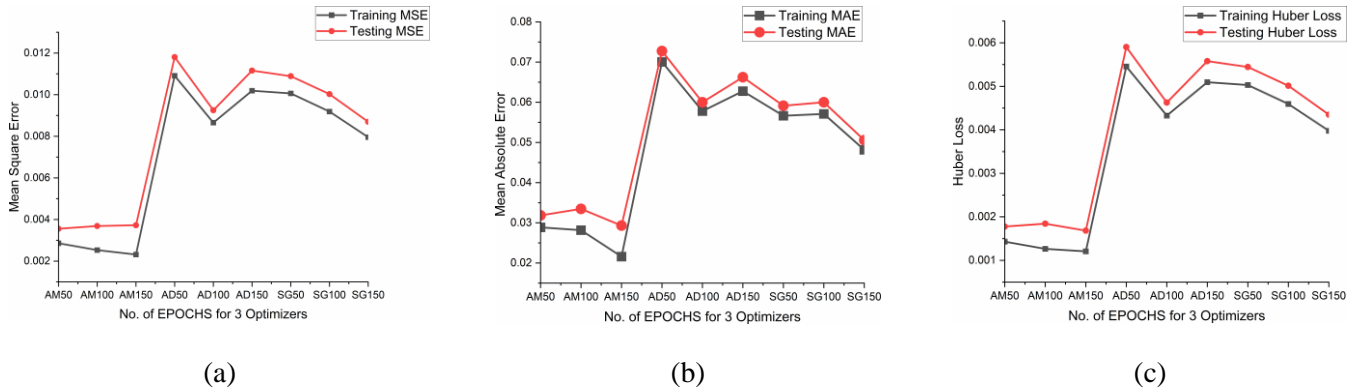 Training MSE
Testing MSE
0.012
0.010
0.008
0.006
0.004
0.002
Mean Square Error
AM50 AM100 AM150 AD50 AD100 AD150 SG50 SG100 SG150
No. of EPOCHS for 3 Optimizers
(a)
Training MAE
Testing MAE
0.08
0.07
0.06
0.05
0.04
0.03
0.02
Mean Absolute Error
AM50 AM100 AM150 AD50 AD100 AD150 SG50 SG100 SG150
No. of EPOCHS for 3 Optimizers
(b)
Training Huber Loss
Testing Huber Loss
0.006
0.005
0.004
0.003
0.002
0.001
Huber Loss
AM50 AM100 AM150 AD50 AD100 AD150 SG50 SG100 SG150
No. of EPOCHS for 3 Optimizers
(c)